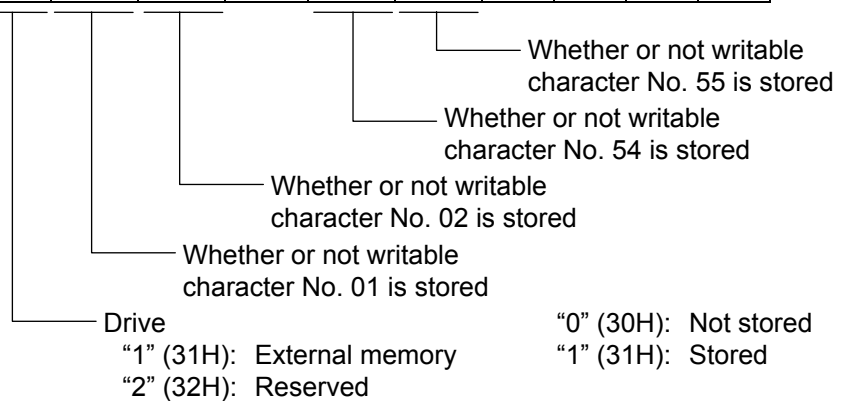 Whether or not writable
character No. 55 is stored
Whether or not writable
character No. 54 is stored
Whether or not writable
character No. 02 is stored
Whether or not writable
character No. 01 is stored
Drive
“1” (31H): External memory
“2” (32H): Reserved
“0” (30H): Not stored
“1” (31H): Stored